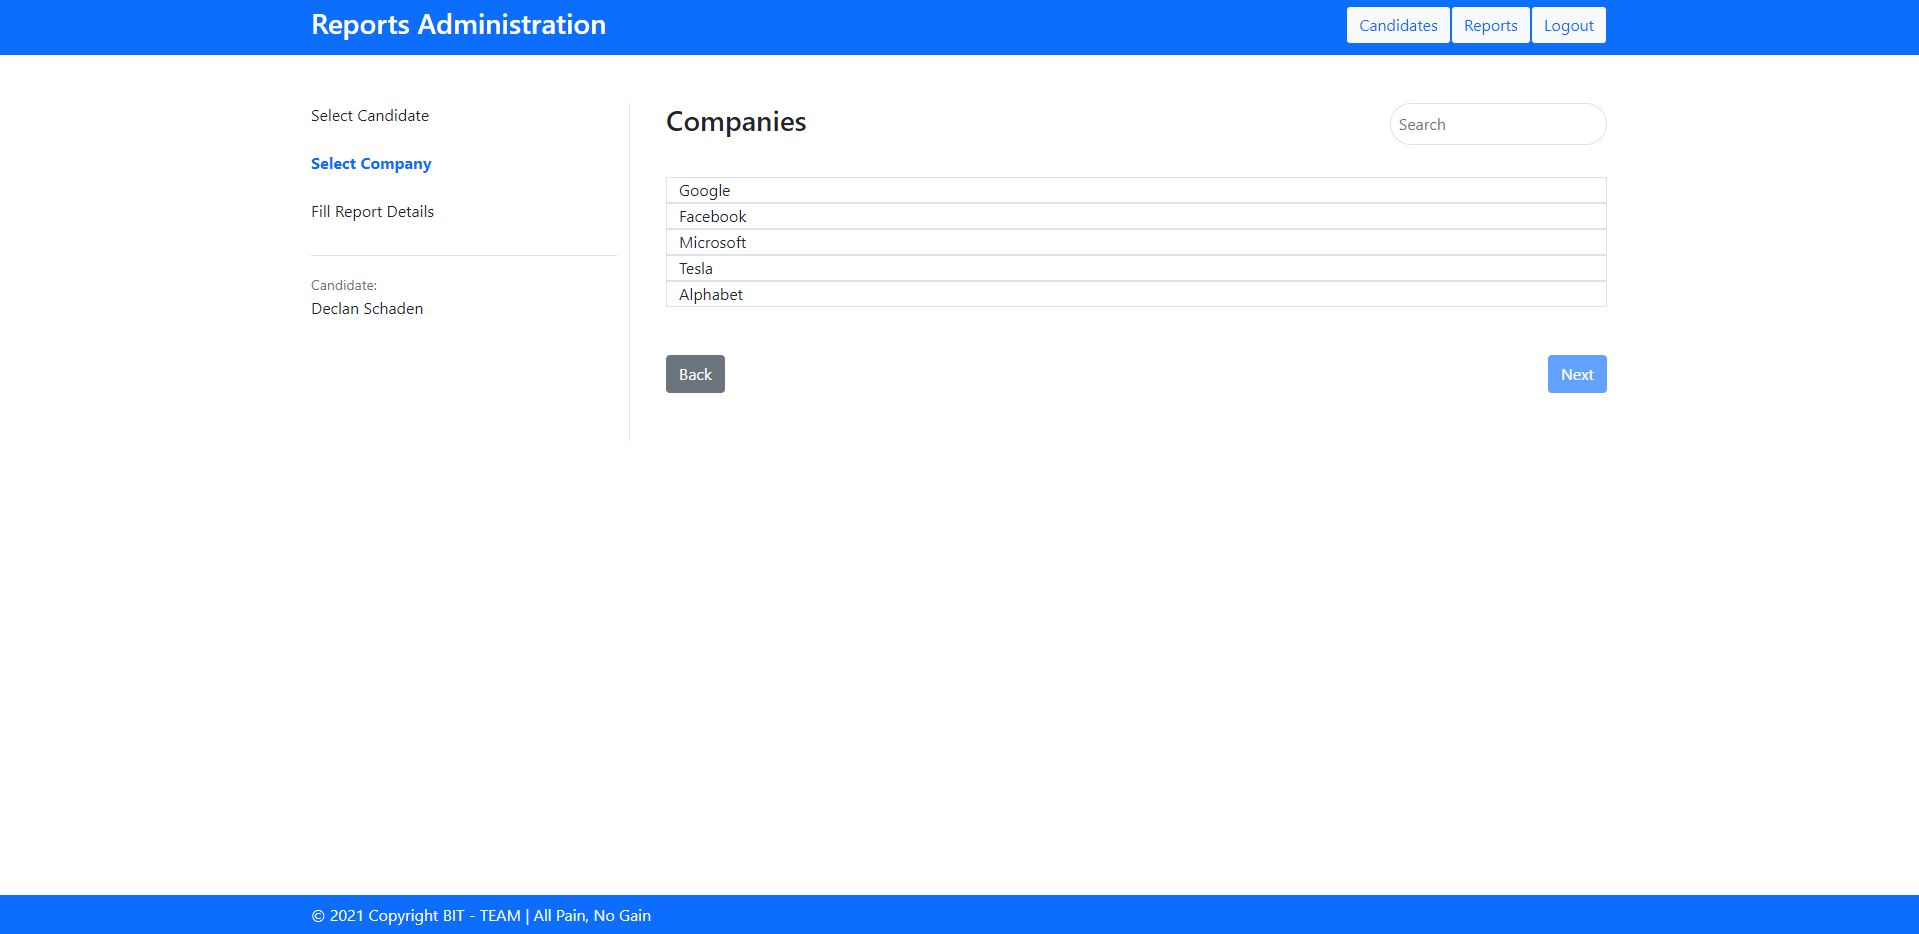 Reports Administration
Candidates
Reports
Logout
Select Candidate
Select Company
Fill Report Details
Candidate:
Declan Schaden
Companies
Search
Google
Facebook
Microsoft
Tesla
Alphabet
Back
Next
© 2021 Copyright BIT - TEAM | All Pain, No Gain